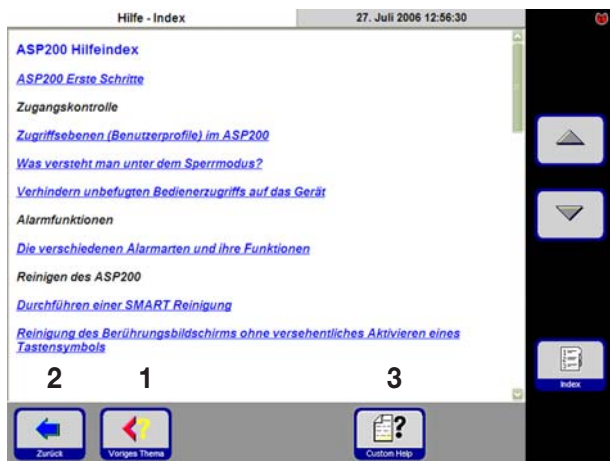 Hilfe - Index
27. Juli 2006 12:56:30
ASP200 Hilfeindex
ASP200 Erste Schritte
Zugangskontrolle
Zugriffsebenen (Benutzerprofile) im ASP200
Was versteht man unter dem Sperrmodus?
Verhindern unbefugten Bedienerzugriffs auf das Gerät
Alarmfunktionen
Die verschiedenen Alarmarten und ihre Funktionen
Reinigen des ASP200
Durchführen einer SMART Reinigung
Reinigung des Berührungsbildschirms ohne versehentliches Aktivieren eines
Tastensymbols
2
1
3
Index
?
?
Zurück
Voriges Thema
Custom Help